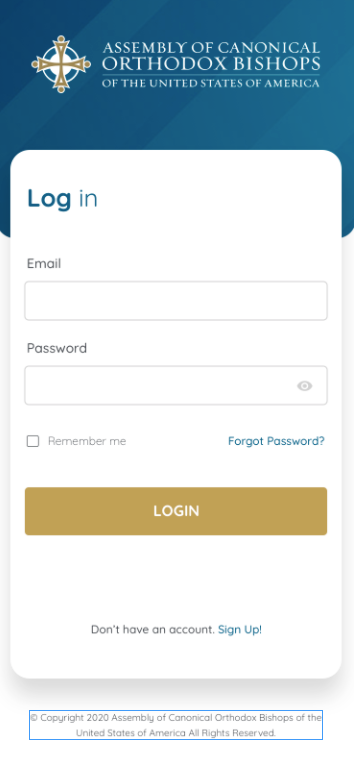 ASSEMBLY OF CANONICAL
ORTHODOX BISHOPS
OF THE UNITED STATES OF AMERICA
Log in
Email
Password
Remember me
Forgot Password?
LOGIN
Don't have an account. Sign Up!
© Copyright 2020 Assembly of Canonical Orthodox Bishops of the
United States of America All Rights Reserved.